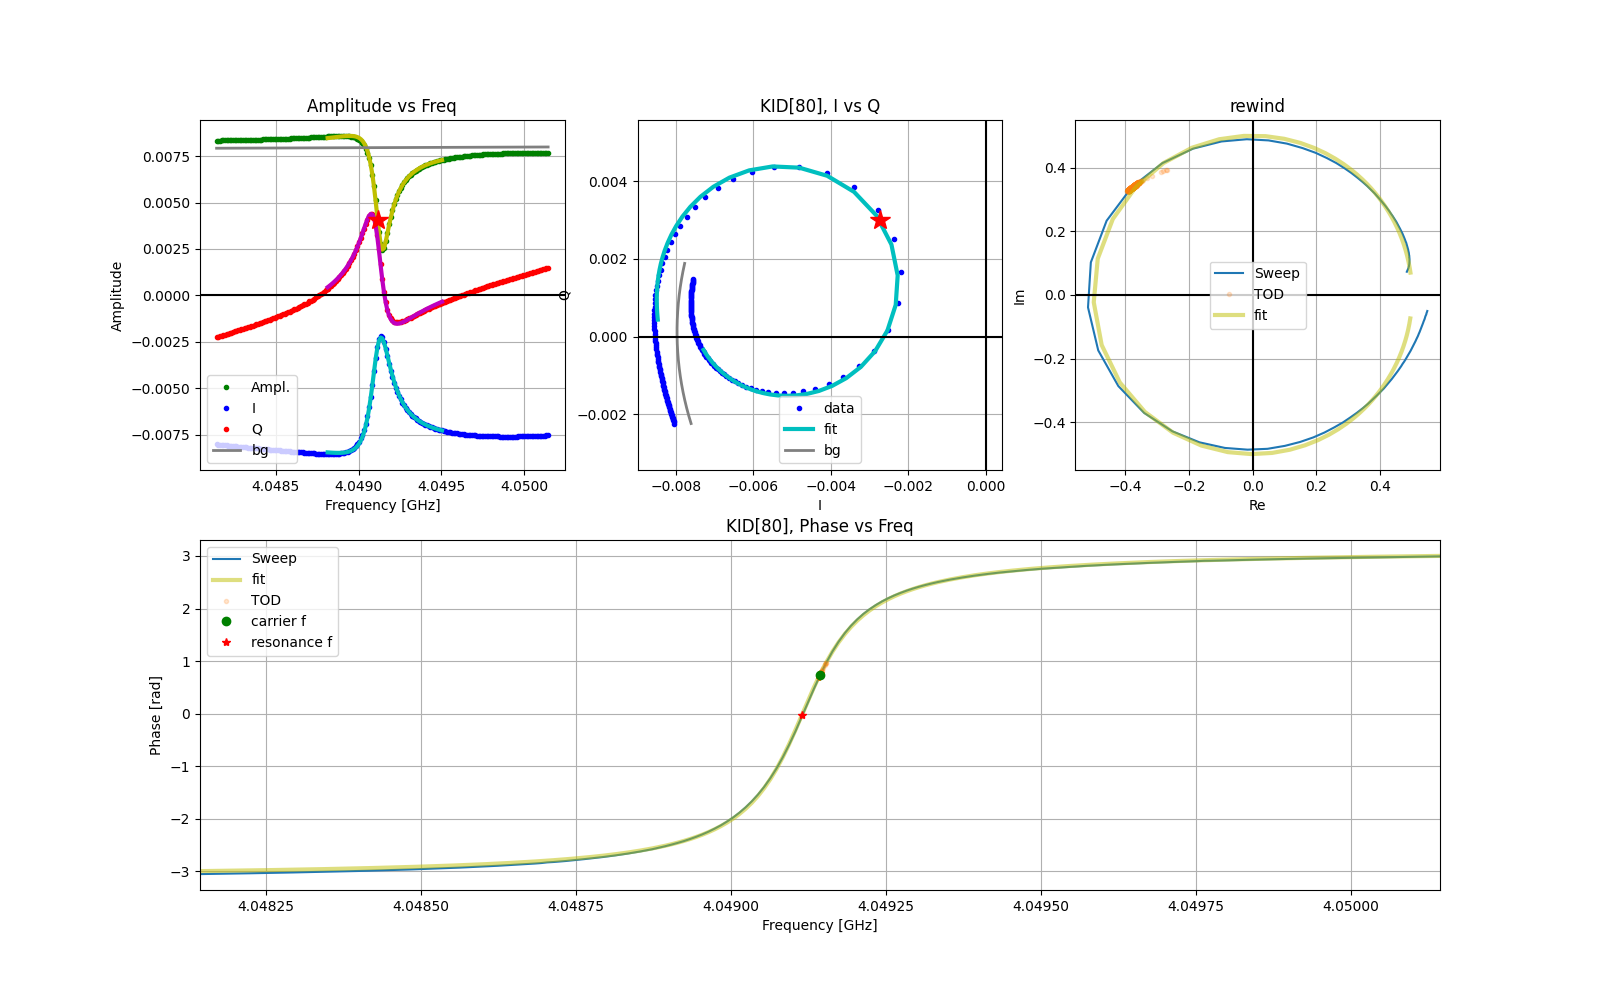 Amplitude vs Freq
0.0075
0.0050
0.0025
0.0000
−0.0025
−0.0050
−0.0075
Amplitude
Ampl.
I
Q
bg
4.0485
4.0490
4.0495
4.0500
Frequency [GHz]
KID[80], I vs Q
Q
0.004
0.002
0.000
−0.002
data
fit
bg
−0.008
−0.006
−0.004
−0.002
0.000
I
rewind
Im
0.4
0.2
0.0
−0.2
−0.4
Sweep
TOD
fit
−0.4
−0.2
0.0
0.2
0.4
Re
KID[80], Phase vs Freq
Phase [rad]
3
2
1
0
−1
−2
−3
Sweep
fit
TOD
carrier f
resonance f
4.04825
4.04850
4.04875
4.04900
4.04925
4.04950
4.04975
4.05000
Frequency [GHz]